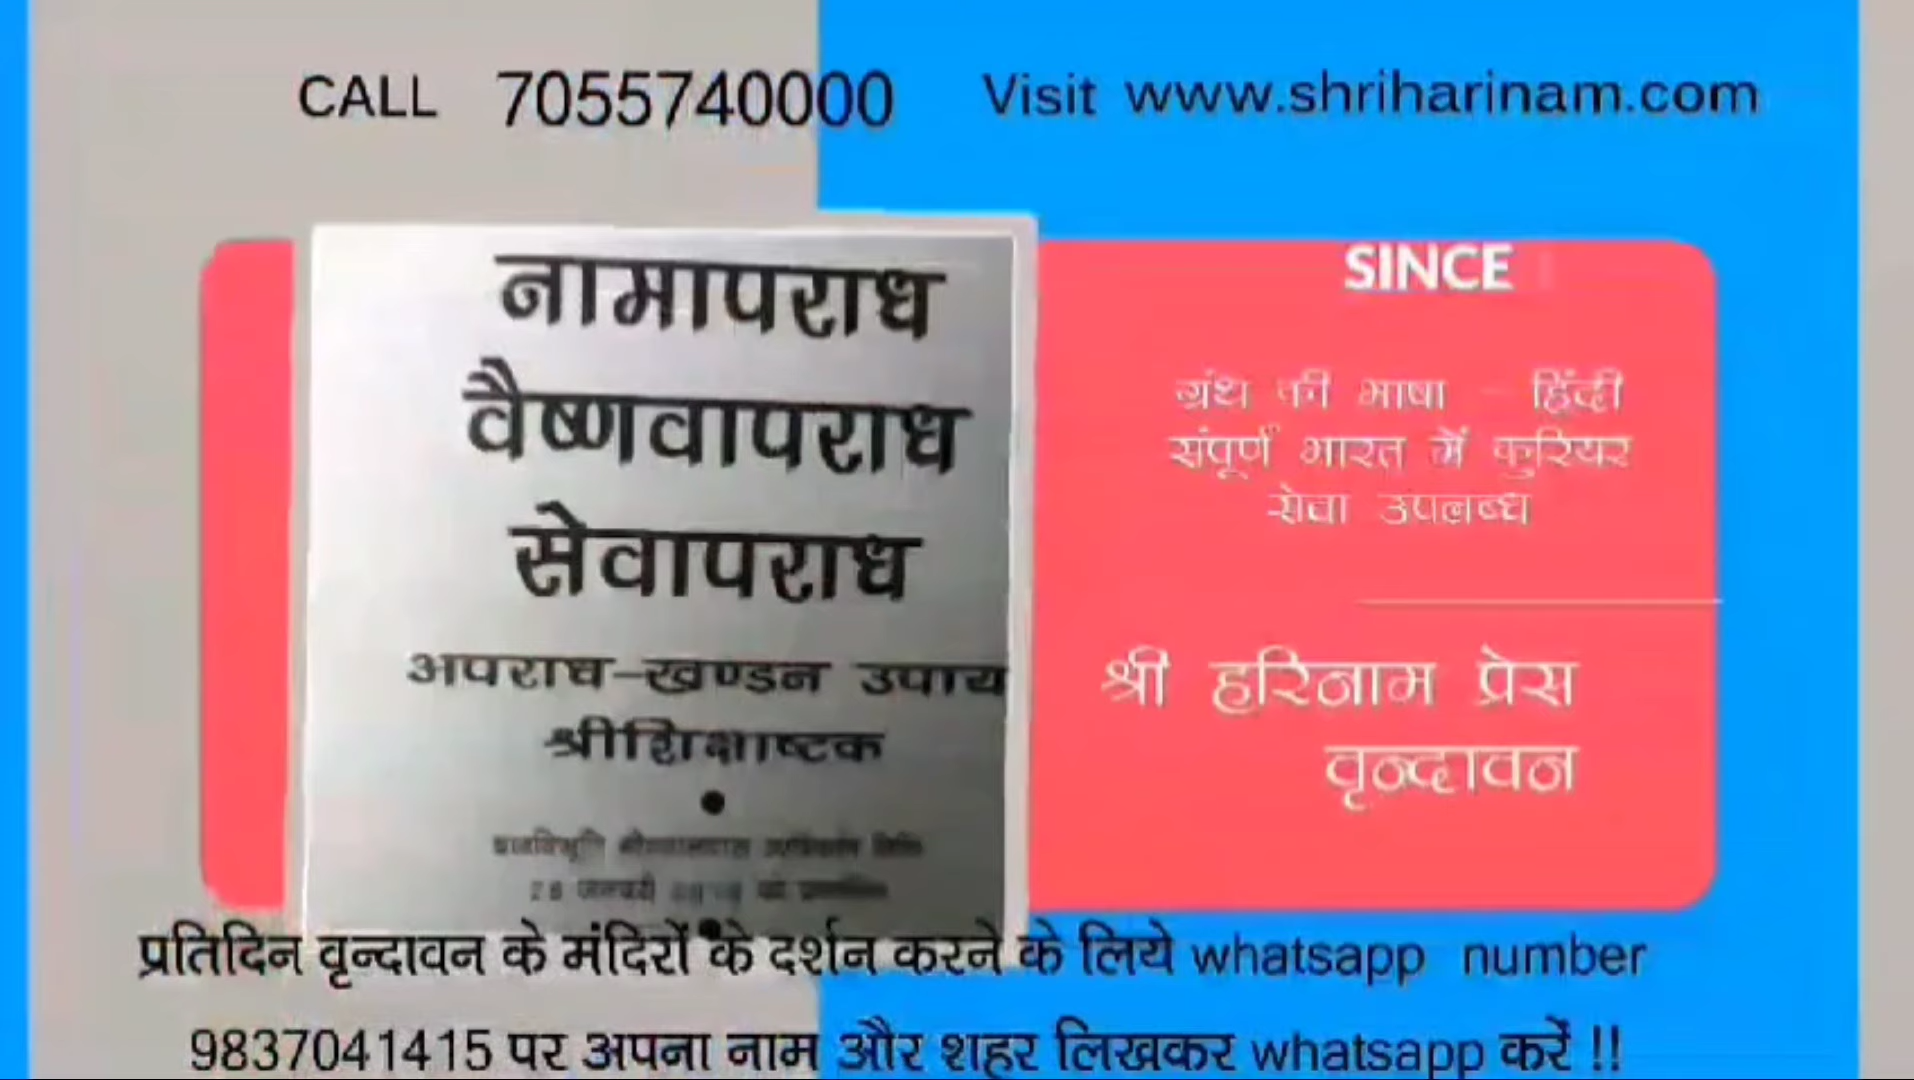 CALL 7055740000 Visit www.shriharinam.com
नामापराध
वैष्णवापराध
सेवापराध
अपराध-खण्डन उपाय
श्रीशिक्षाष्टक
SINCE
ग्रंथ की भाषा - हिंदी
संपूर्ण भारत में कुरियर
सेवा उपलब्ध
श्री हरिनाम प्रेस
वृन्दावन
प्रतिदिन वृन्दावन के मंदिरों के दर्शन करने के लिये whatsapp number
9837041415 पर अपना नाम और शहर लिखकर whatsapp करें !!